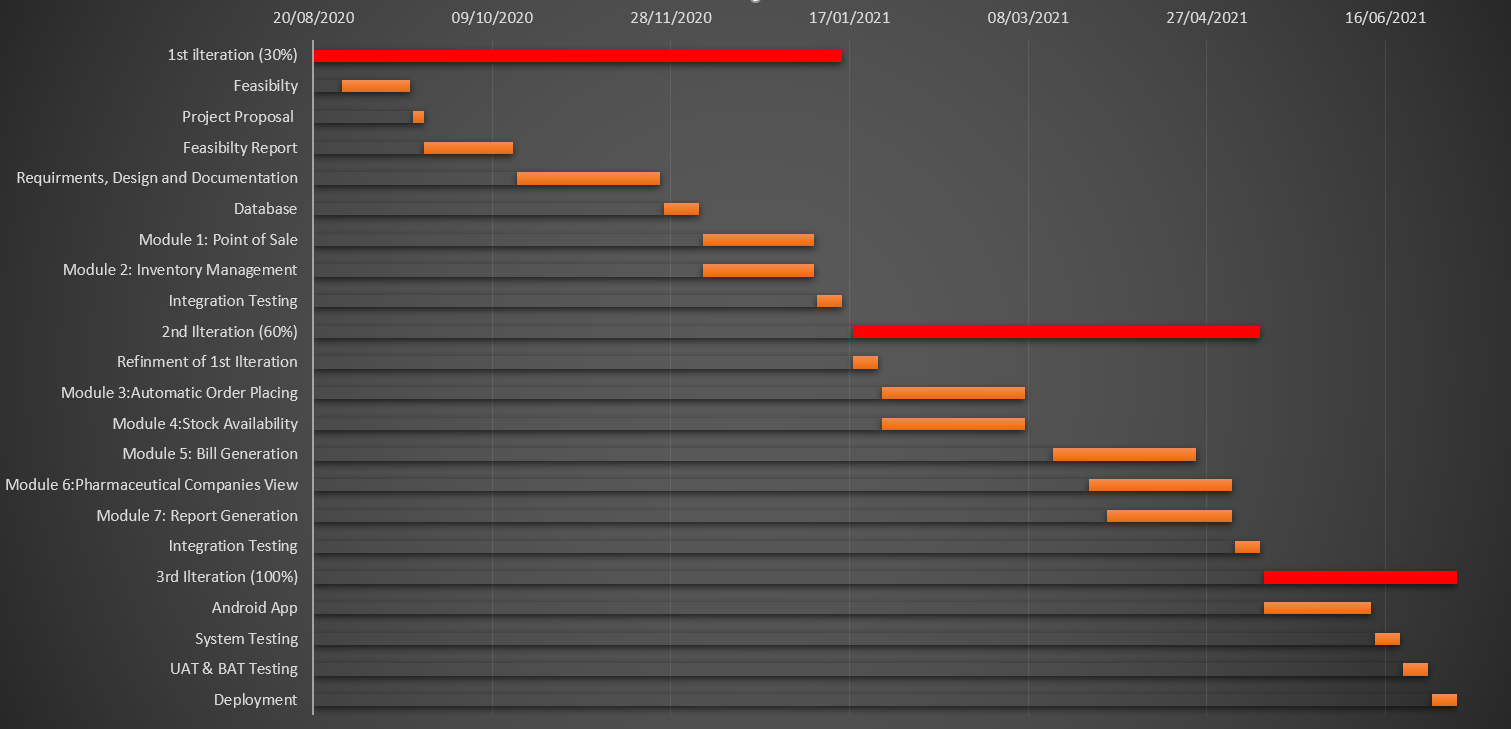 20/08/2020 09/10/2020 28/11/2020 17/01/2021 08/03/2021 27/04/2021 16/06/2021
1st ilteration (30%)
Feasibilty
Project Proposal
Feasibilty Report
Requirments, Design and Documentation
Database
Module 1: Point of Sale
Module 2: Inventory Management
Integration Testing
2nd Ilteration (60%)
Refinment of 1st Ilteration
Module 3:Automatic Order Placing
Module 4:Stock Availability
Module 5: Bill Generation
Module 6:Pharmaceutical Companies View
Module 7: Report Generation
Integration Testing
3rd Ilteration (100%)
Android App
System Testing
UAT & BAT Testing
Deployment